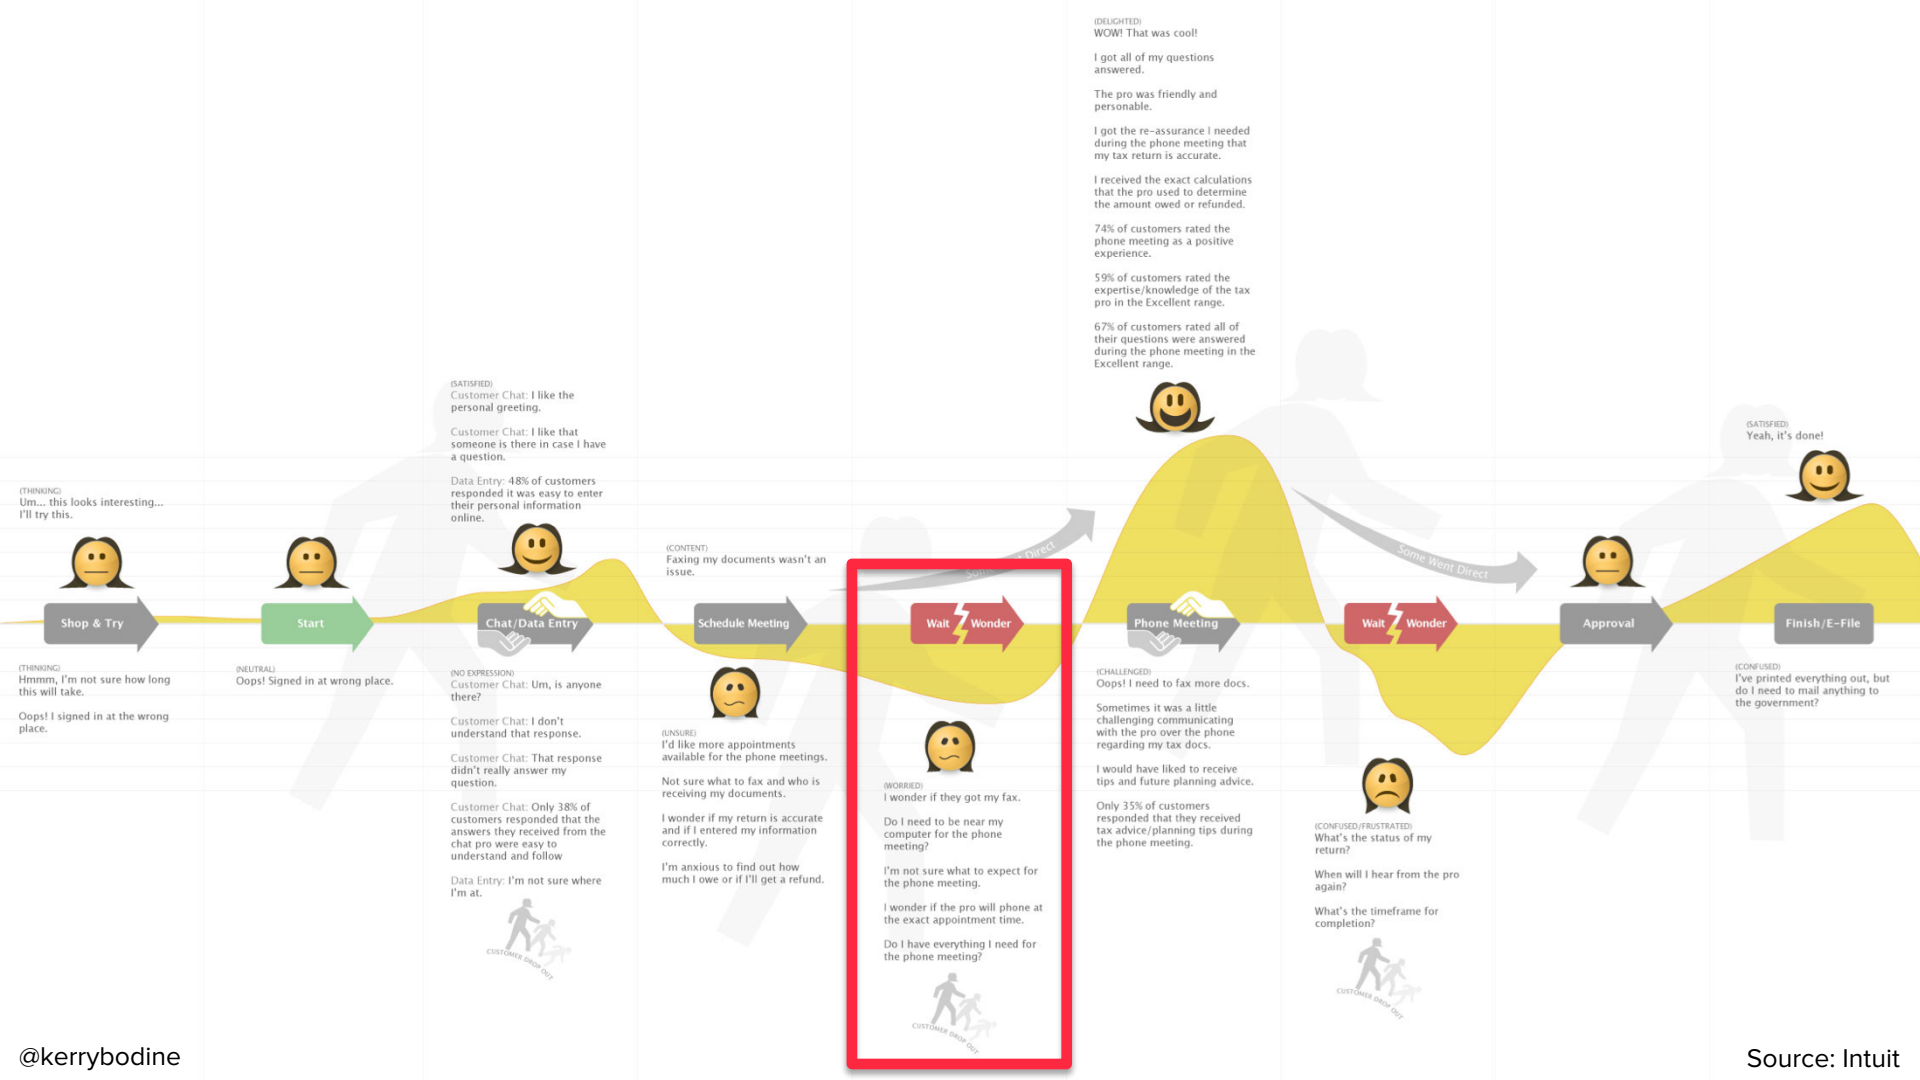 (DELIGHTED)
WOW! That was cool!
I got all of my questions
answered.
The pro was friendly and
personable.
I got the re-assurance I needed
during the phone meeting that
my tax return is accurate.
I received the exact calculations
that the pro used to determine
the amount owed or refunded.
74% of customers rated the
phone meeting as a positive
experience.
59% of customers rated the
expertise/knowledge of the tax
pro in the Excellent range.
67% of customers rated all of
their questions were answered
during the phone meeting in the
Excellent range.
(THINKING)
Um... this looks interesting...
I'll try this.
(SATISFIED)
Customer Chat: I like the
personal greeting.
Customer Chat: I like that
someone is there in case I have
a question.
Data Entry: 48% of customers
responded it was easy to enter
their personal information
online.
(CONTENT)
Faxing my documents wasn't an
issue.
Direct
Some Went Direct
(SATISFIED)
Yeah, it's done!
Shop & Try
Start
Chat/Data Entry
Schedule Meeting
Wait Wonder
Phone Meeting
Wait Wonder
Approval
Finish/E-File
(THINKING)
Hmmm, I'm not sure how long
this will take.
Oops! I signed in at the wrong
place.
(NEUTRAL)
Oops! Signed in at wrong place.
(NO EXPRESSION)
Customer Chat: Um, is anyone
there?
Customer Chat: I don't
understand that response.
Customer Chat: That response
didn't really answer my
question.
Customer Chat: Only 38% of
customers responded that the
answers they received from the
chat pro were easy to
understand and follow
Data Entry: I'm not sure where
I'm at.
CUSTOMER DROP OUT
(UNSURE)
I'd like more appointments
available for the phone meetings.
Not sure what to fax and who is
receiving my documents.
I wonder if my return is accurate
and if I entered my information
correctly.
I'm anxious to find out how
much I owe or if I'll get a refund.
(WORRIED)
I wonder if they got my fax.
Do I need to be near my
computer for the phone
meeting?
I'm not sure what to expect for
the phone meeting.
I wonder if the pro will phone at
the exact appointment time.
Do I have everything I need for
the phone meeting?
CUSTOMER DROP OUT
(CHALLENGED)
Oops! I need to fax more docs.
Sometimes it was a little
challenging communicating
with the pro over the phone
regarding my tax docs.
I would have liked to receive
tips and future planning advice.
Only 35% of customers
responded that they received
tax advice/planning tips during
the phone meeting.
(CONFUSED/FRUSTRATED)
What's the status of my
return?
When will I hear from the pro
again?
What's the timeframe for
completion?
CUSTOMER DROP OUT
(CONFUSED)
I've printed everything out, but
do I need to mail anything to
the government?
@kerrybodine
Source: Intuit